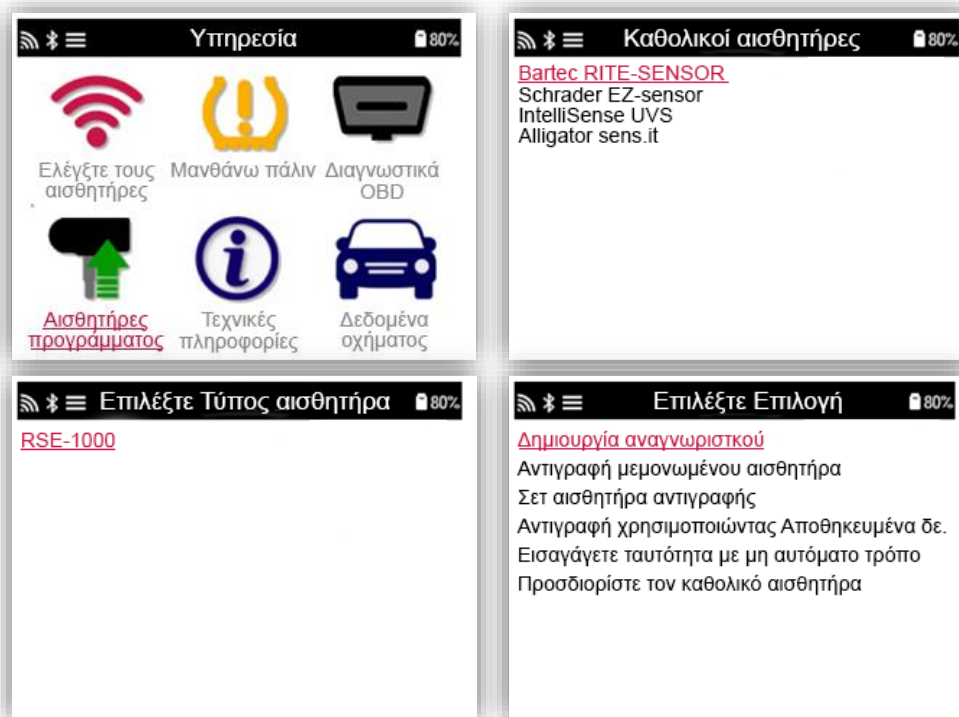 Υπηρεσία
80%
Ελέγξτε τους
αισθητήρες
Μανθάνω πάλιν
Διαγνωστικά
OBD
Αισθητήρες
προγράμματος
Τεχνικές
πληροφορίες
Δεδομένα
οχήματος
Καθολικοί αισθητήρες
80%
Bartec RITE-SENSOR
Schrader EZ-sensor
IntelliSense UVS
Alligator sens.it
Επιλέξτε Τύπος αισθητήρα
80%
RSE-1000
Επιλέξτε Επιλογή
80%
Δημιουργία αναγνωριστκού
Αντιγραφή μεμονωμένου αισθητήρα
Σετ αισθητήρα αντιγραφής
Αντιγραφή χρησιμοποιώντας Αποθηκευμένα δε.
Εισαγάγετε ταυτότητα με μη αυτόματο τρόπο
Προσδιορίστε τον καθολικό αισθητήρα